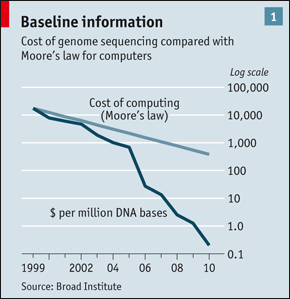 Baseline information
1
Cost of genome sequencing compared with
Moore's law for computers
Log scale
100,000
Cost of computing
(Moore's law)
10,000
1,000
100
10
$ per million DNA bases
1.0
0.1
1999 2002 04 06 08 10
Source: Broad Institute